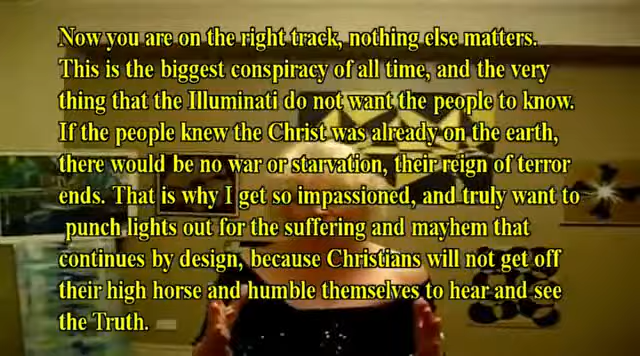 Now you are on the right track, nothing else matters.
This is the biggest conspiracy of all time, and the very
thing that the Illuminati do not want the people to know.
If the people knew the Christ was already on the earth,
there would be no war or starvation, their reign of terror
ends. That is why I get so impassioned, and truly want to
punch lights out for the suffering and mayhem that
continues by design, because Christians will not get off
their high horse and humble themselves to hear and see
the Truth.